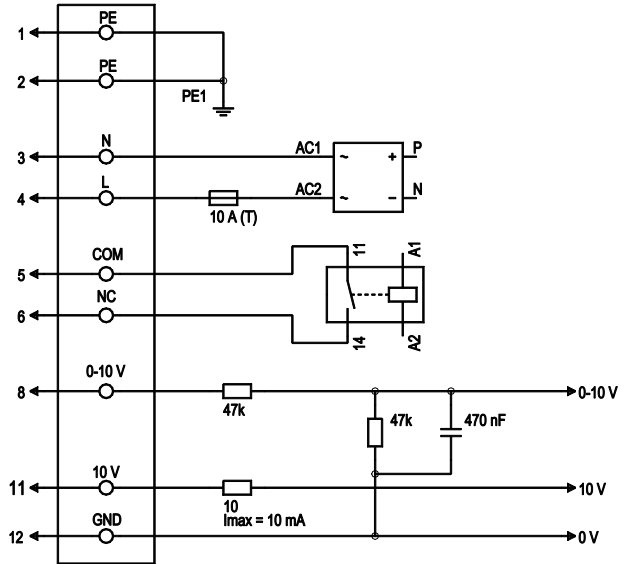 1 PE
2 PE
PE1
3 N AC1 ~ + P
4 L AC2 ~ − N
10 A (T)
5 COM 11 A1
6 NC 14 A2
8 0-10 V 47k 0-10 V
47k 470 nF
11 10 V 10 V
10
Imax = 10 mA
12 GND 0 V